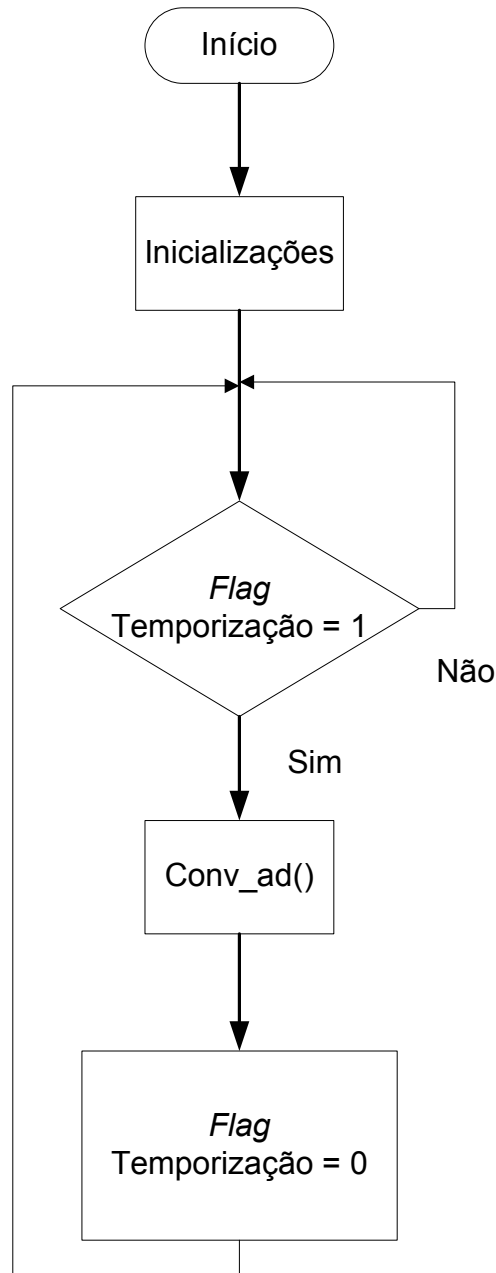 Início
Inicializações
Flag
Temporização = 1
Não
Sim
Conv_ad()
Flag
Temporização = 0